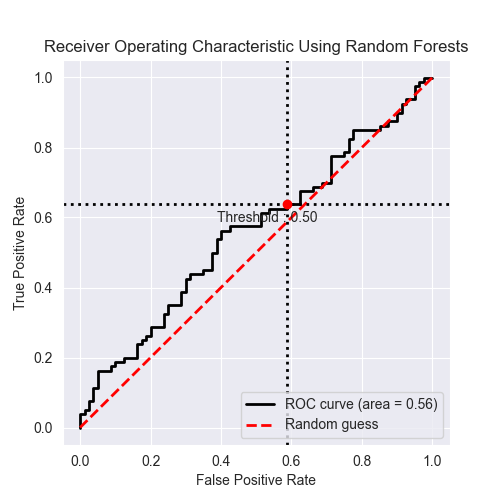 Receiver Operating Characteristic Using Random Forests
1.0
0.8
0.6
0.4
0.2
0.0
True Positive Rate
Threshold : 0.50
ROC curve (area = 0.56)
Random guess
0.0 0.2 0.4 0.6 0.8 1.0
False Positive Rate